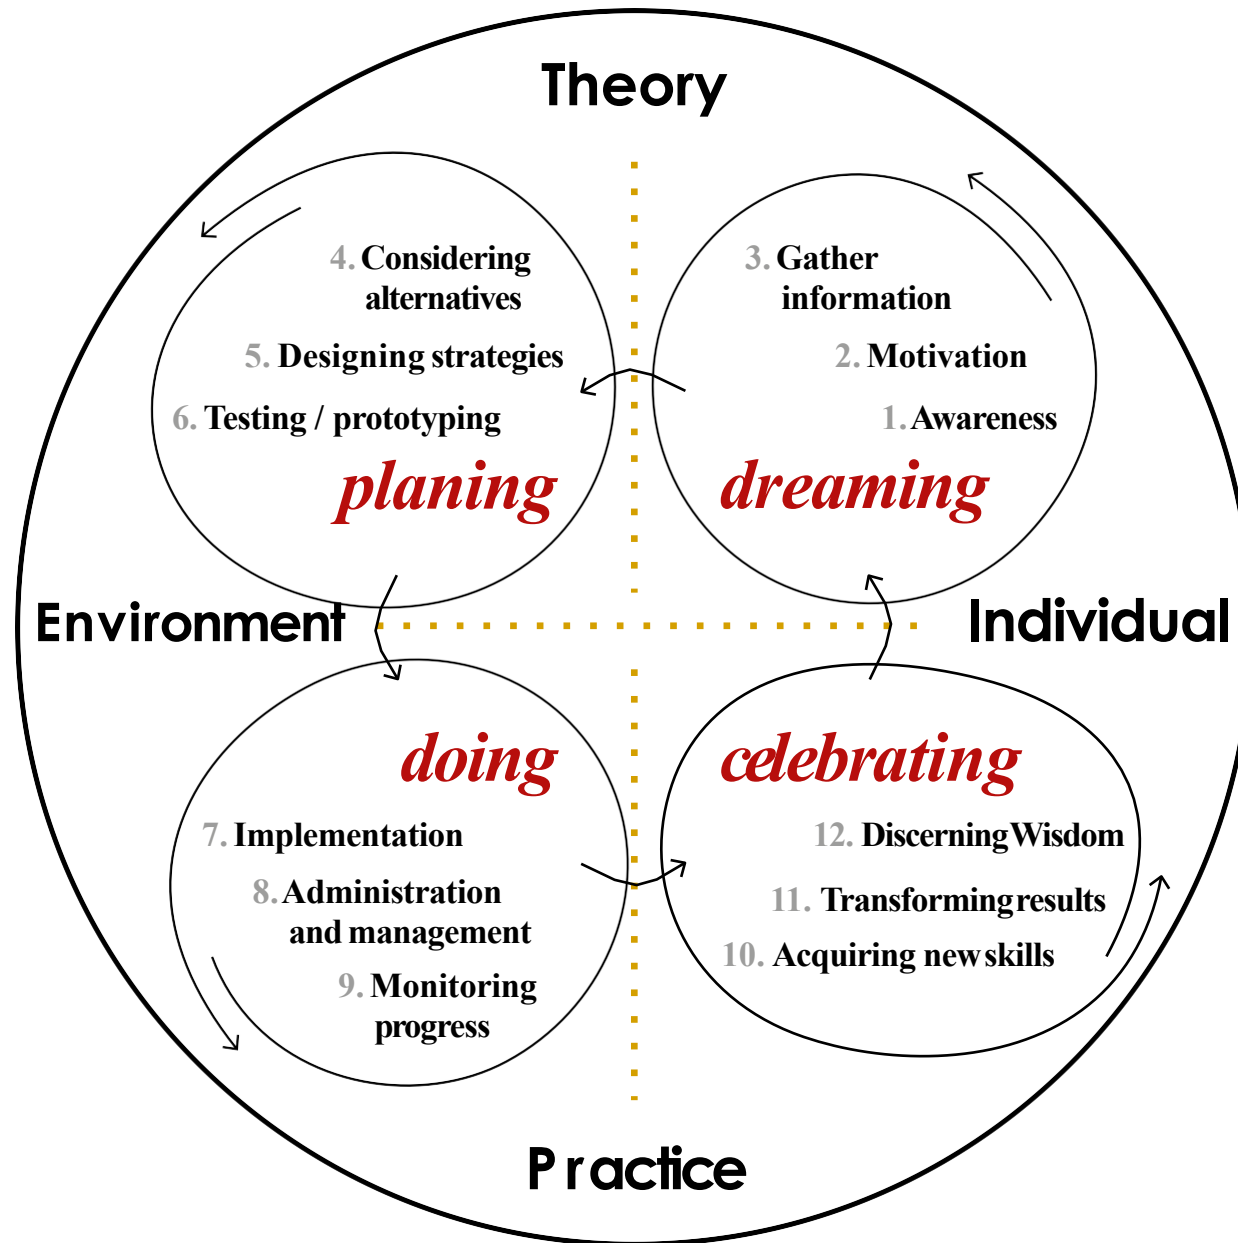 Theory
4. Considering
alternatives
5. Designing strategies
6. Testing / prototyping
planing
3. Gather
information
2. Motivation
1. Awareness
dreaming
Environment
Individual
doing
7. Implementation
8. Administration
and management
9. Monitoring
progress
celebrating
12. Discerning Wisdom
11. Transforming results
10. Acquiring new skills
Practice